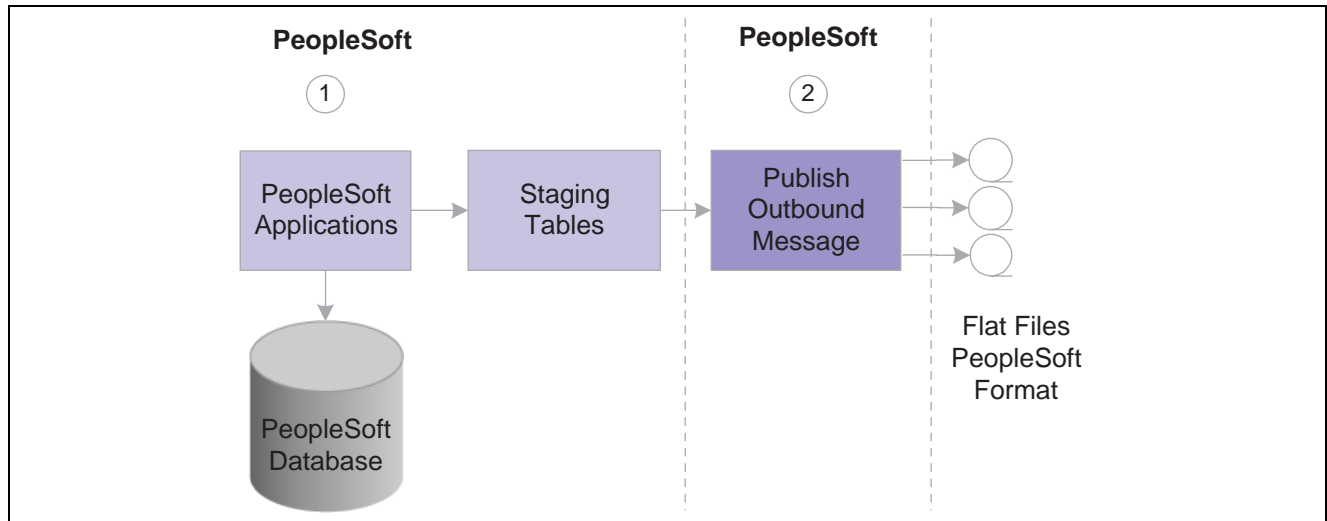 PeopleSoft
PeopleSoft
1
2
PeopleSoft
Applications
Staging
Tables
Publish
Outbound
Message
PeopleSoft
Database
Flat Files
PeopleSoft
Format